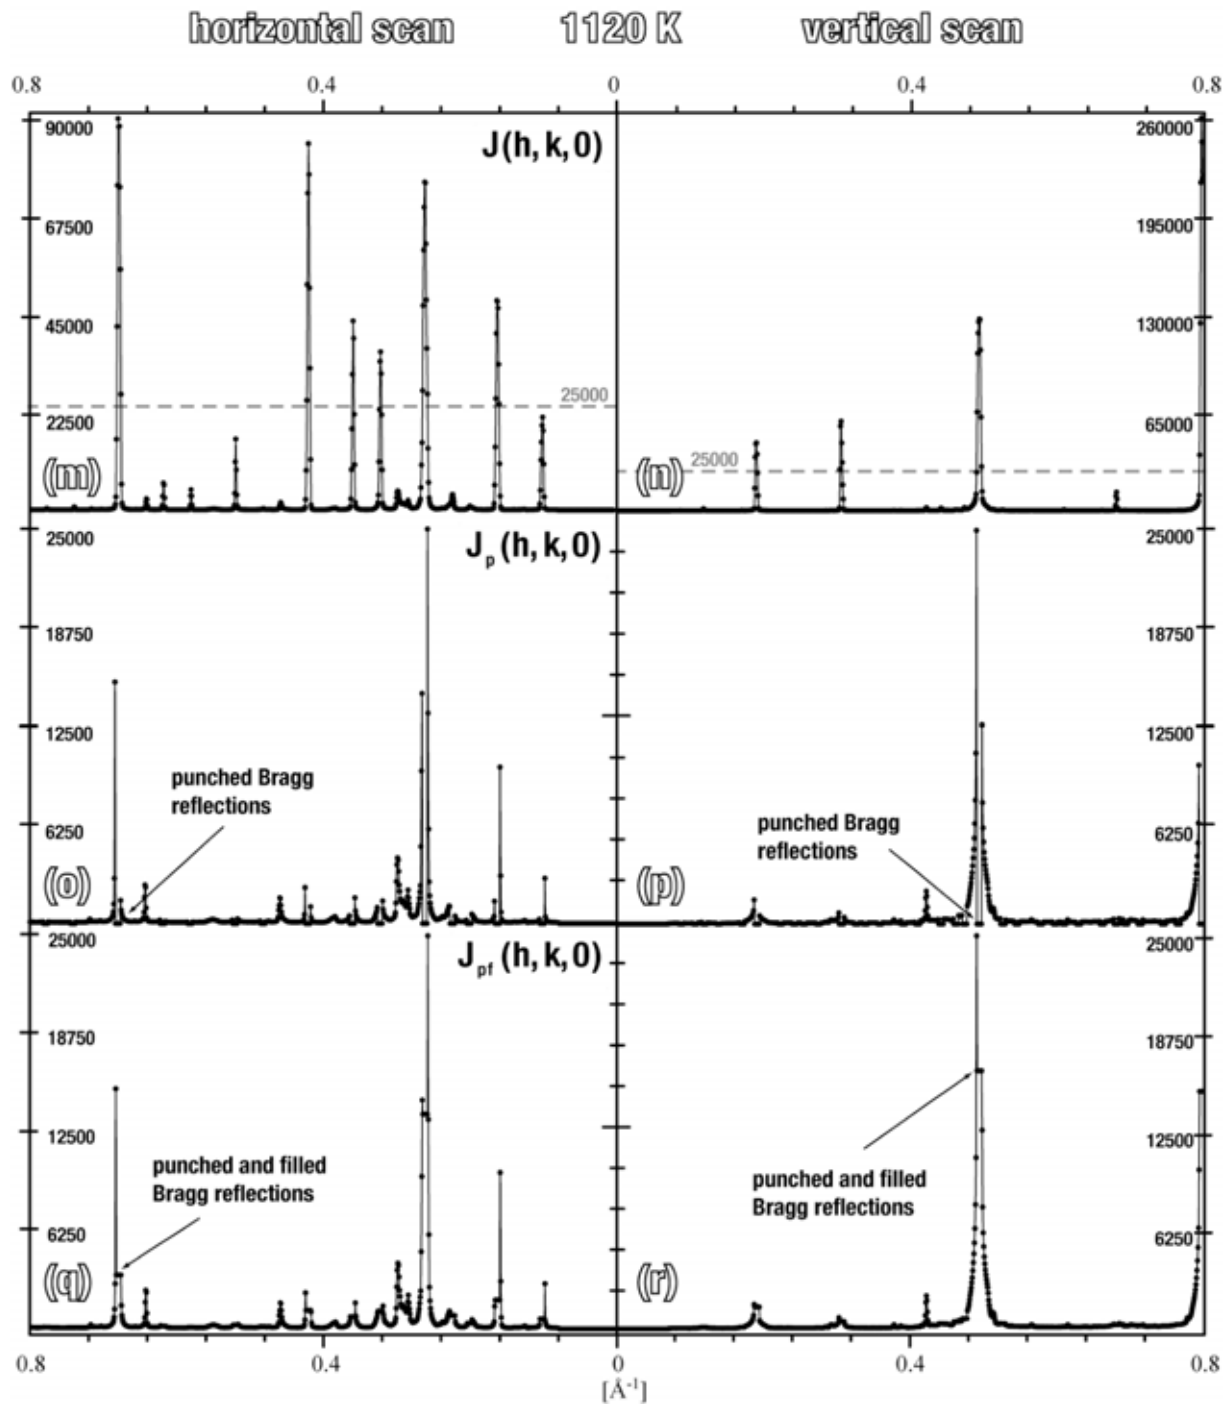 horizontal scan 1120 K vertical scan
0.8 0.4 0 0.4 0.8
90000 J(h, k, 0) 260000
67500 195000
45000 130000
25000
22500 65000
(m) (n) 25000
25000 J_p (h, k, 0) 25000
18750 18750
12500 12500
punched Bragg
reflections
6250 punched Bragg 6250
reflections
(o) (p)
25000 J_pf (h, k, 0) 25000
18750 18750
12500 12500
punched and filled
Bragg reflections
punched and filled
Bragg reflections
6250 6250
(q) (r)
0.8 0.4 0 0.4 0.8
[Å⁻¹]